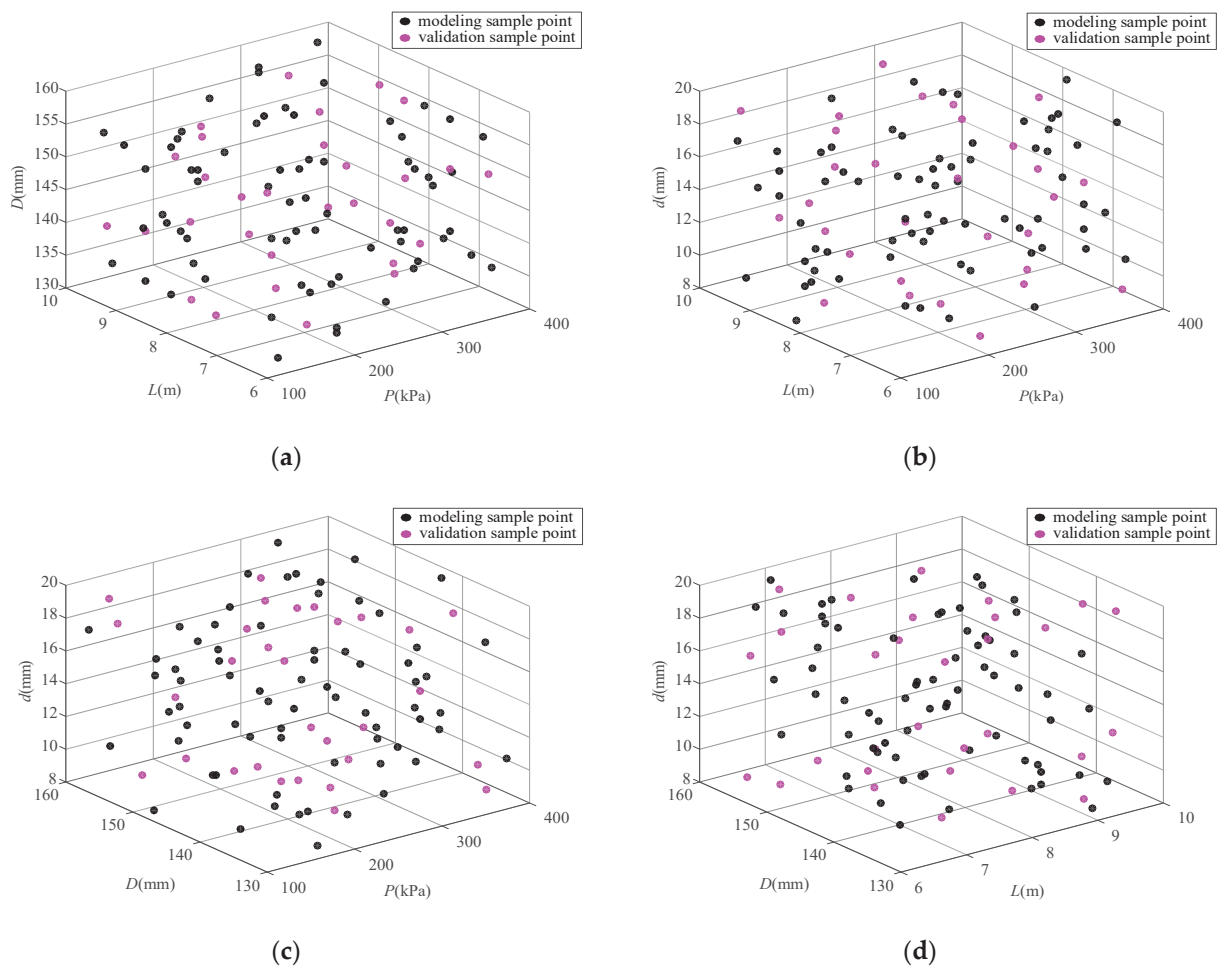 modeling sample point
validation sample point
160
155
150
145
140
135
130
D(mm)
10
9
8
7
6
L(m)
100
200
300
400
P(kPa)
(a)
modeling sample point
validation sample point
20
18
16
14
12
10
8
d(mm)
10
9
8
7
6
L(m)
100
200
300
400
P(kPa)
(b)
modeling sample point
validation sample point
20
18
16
14
12
10
8
d(mm)
160
150
140
130
D(mm)
100
200
300
400
P(kPa)
(c)
modeling sample point
validation sample point
20
18
16
14
12
10
8
d(mm)
160
150
140
130
D(mm)
6
7
8
9
10
L(m)
(d)